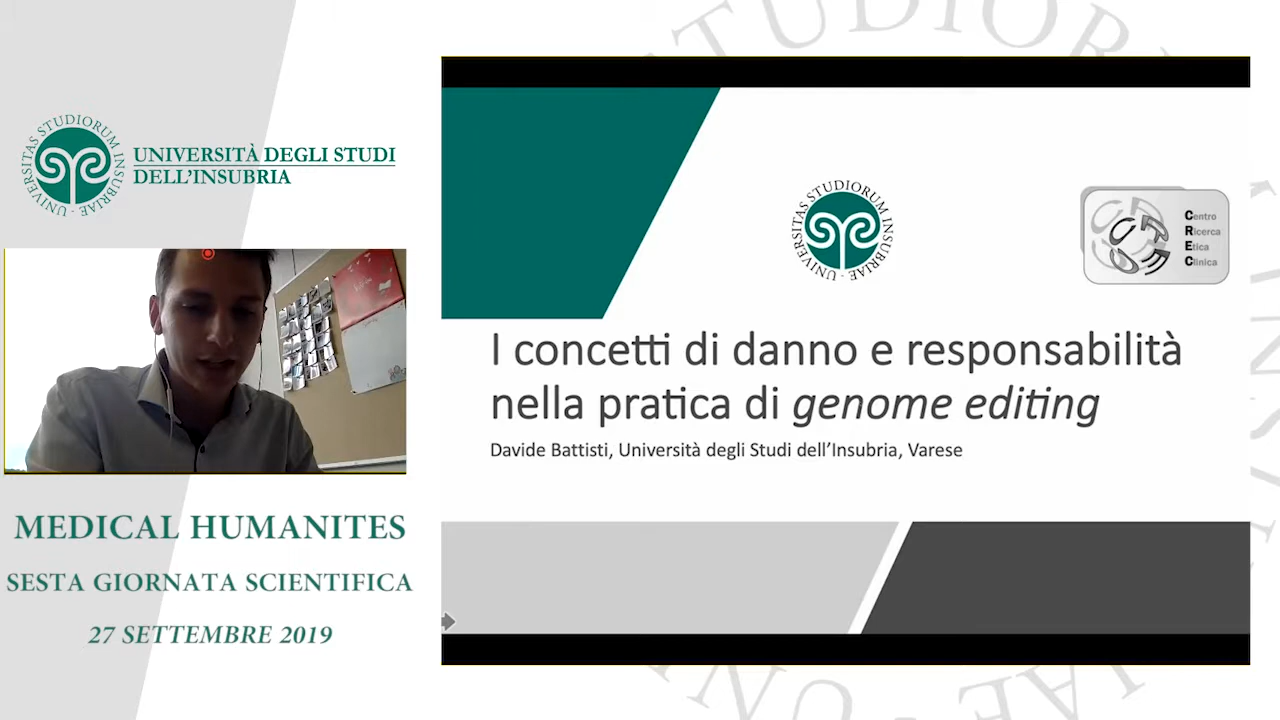 UNIVERSITAS STUDIORUM INSUBRIAE
UNIVERSITÀ DEGLI STUDI
DELL'INSUBRIA
MEDICAL HUMANITES
SESTA GIORNATA SCIENTIFICA
27 SETTEMBRE 2019
UNIVERSITAS STUDIORUM INSUBRIAE
Centro
Ricerca
Etica
Clinica
I concetti di danno e responsabilità
nella pratica di genome editing
Davide Battisti, Università degli Studi dell'Insubria, Varese